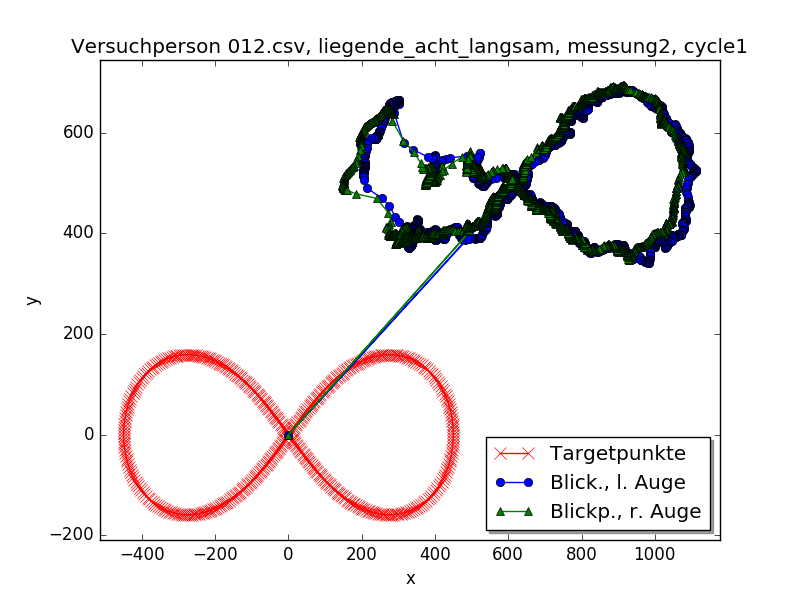 Versuchperson 012.csv, liegende_acht_langsam, messung2, cycle1
y
600
400
200
0
−200
−400
−200
0
200
400
600
800
1000
x
Targetpunkte
Blick., l. Auge
Blickp., r. Auge